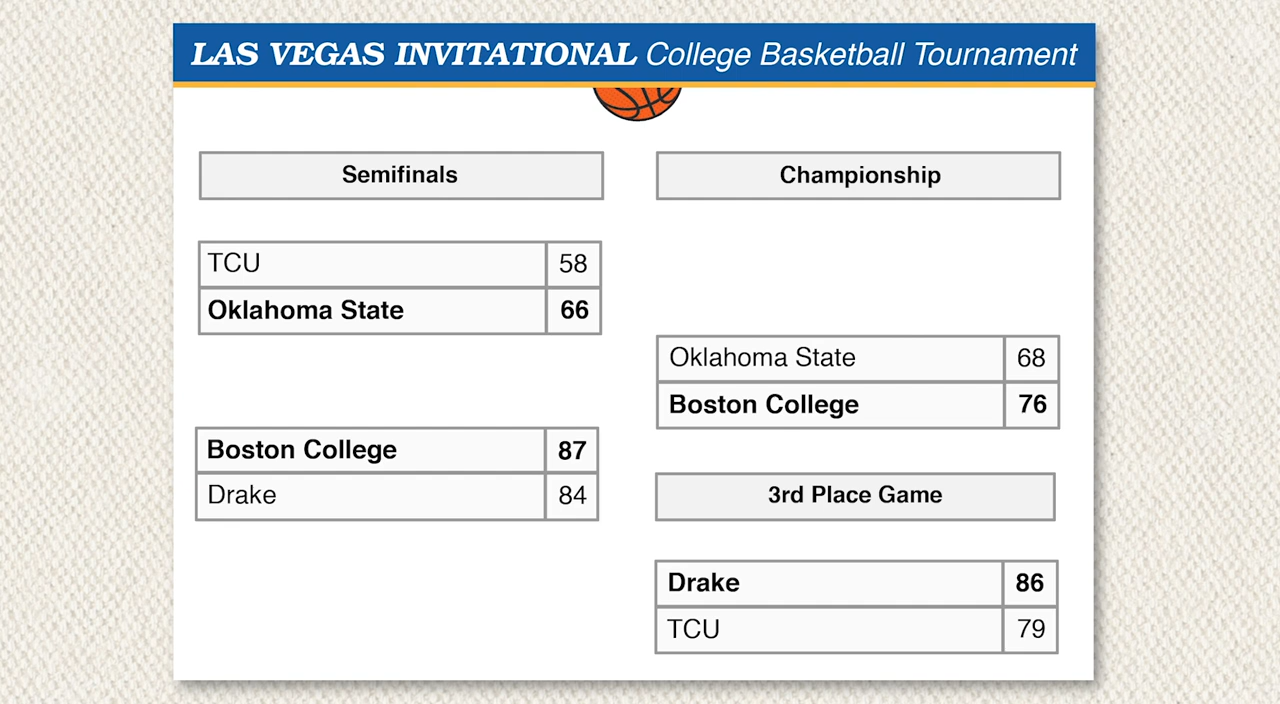 LAS VEGAS INVITATIONAL College Basketball Tournament
Semifinals
TCU 58
Oklahoma State 66
Boston College 87
Drake 84
Championship
Oklahoma State 68
Boston College 76
3rd Place Game
Drake 86
TCU 79